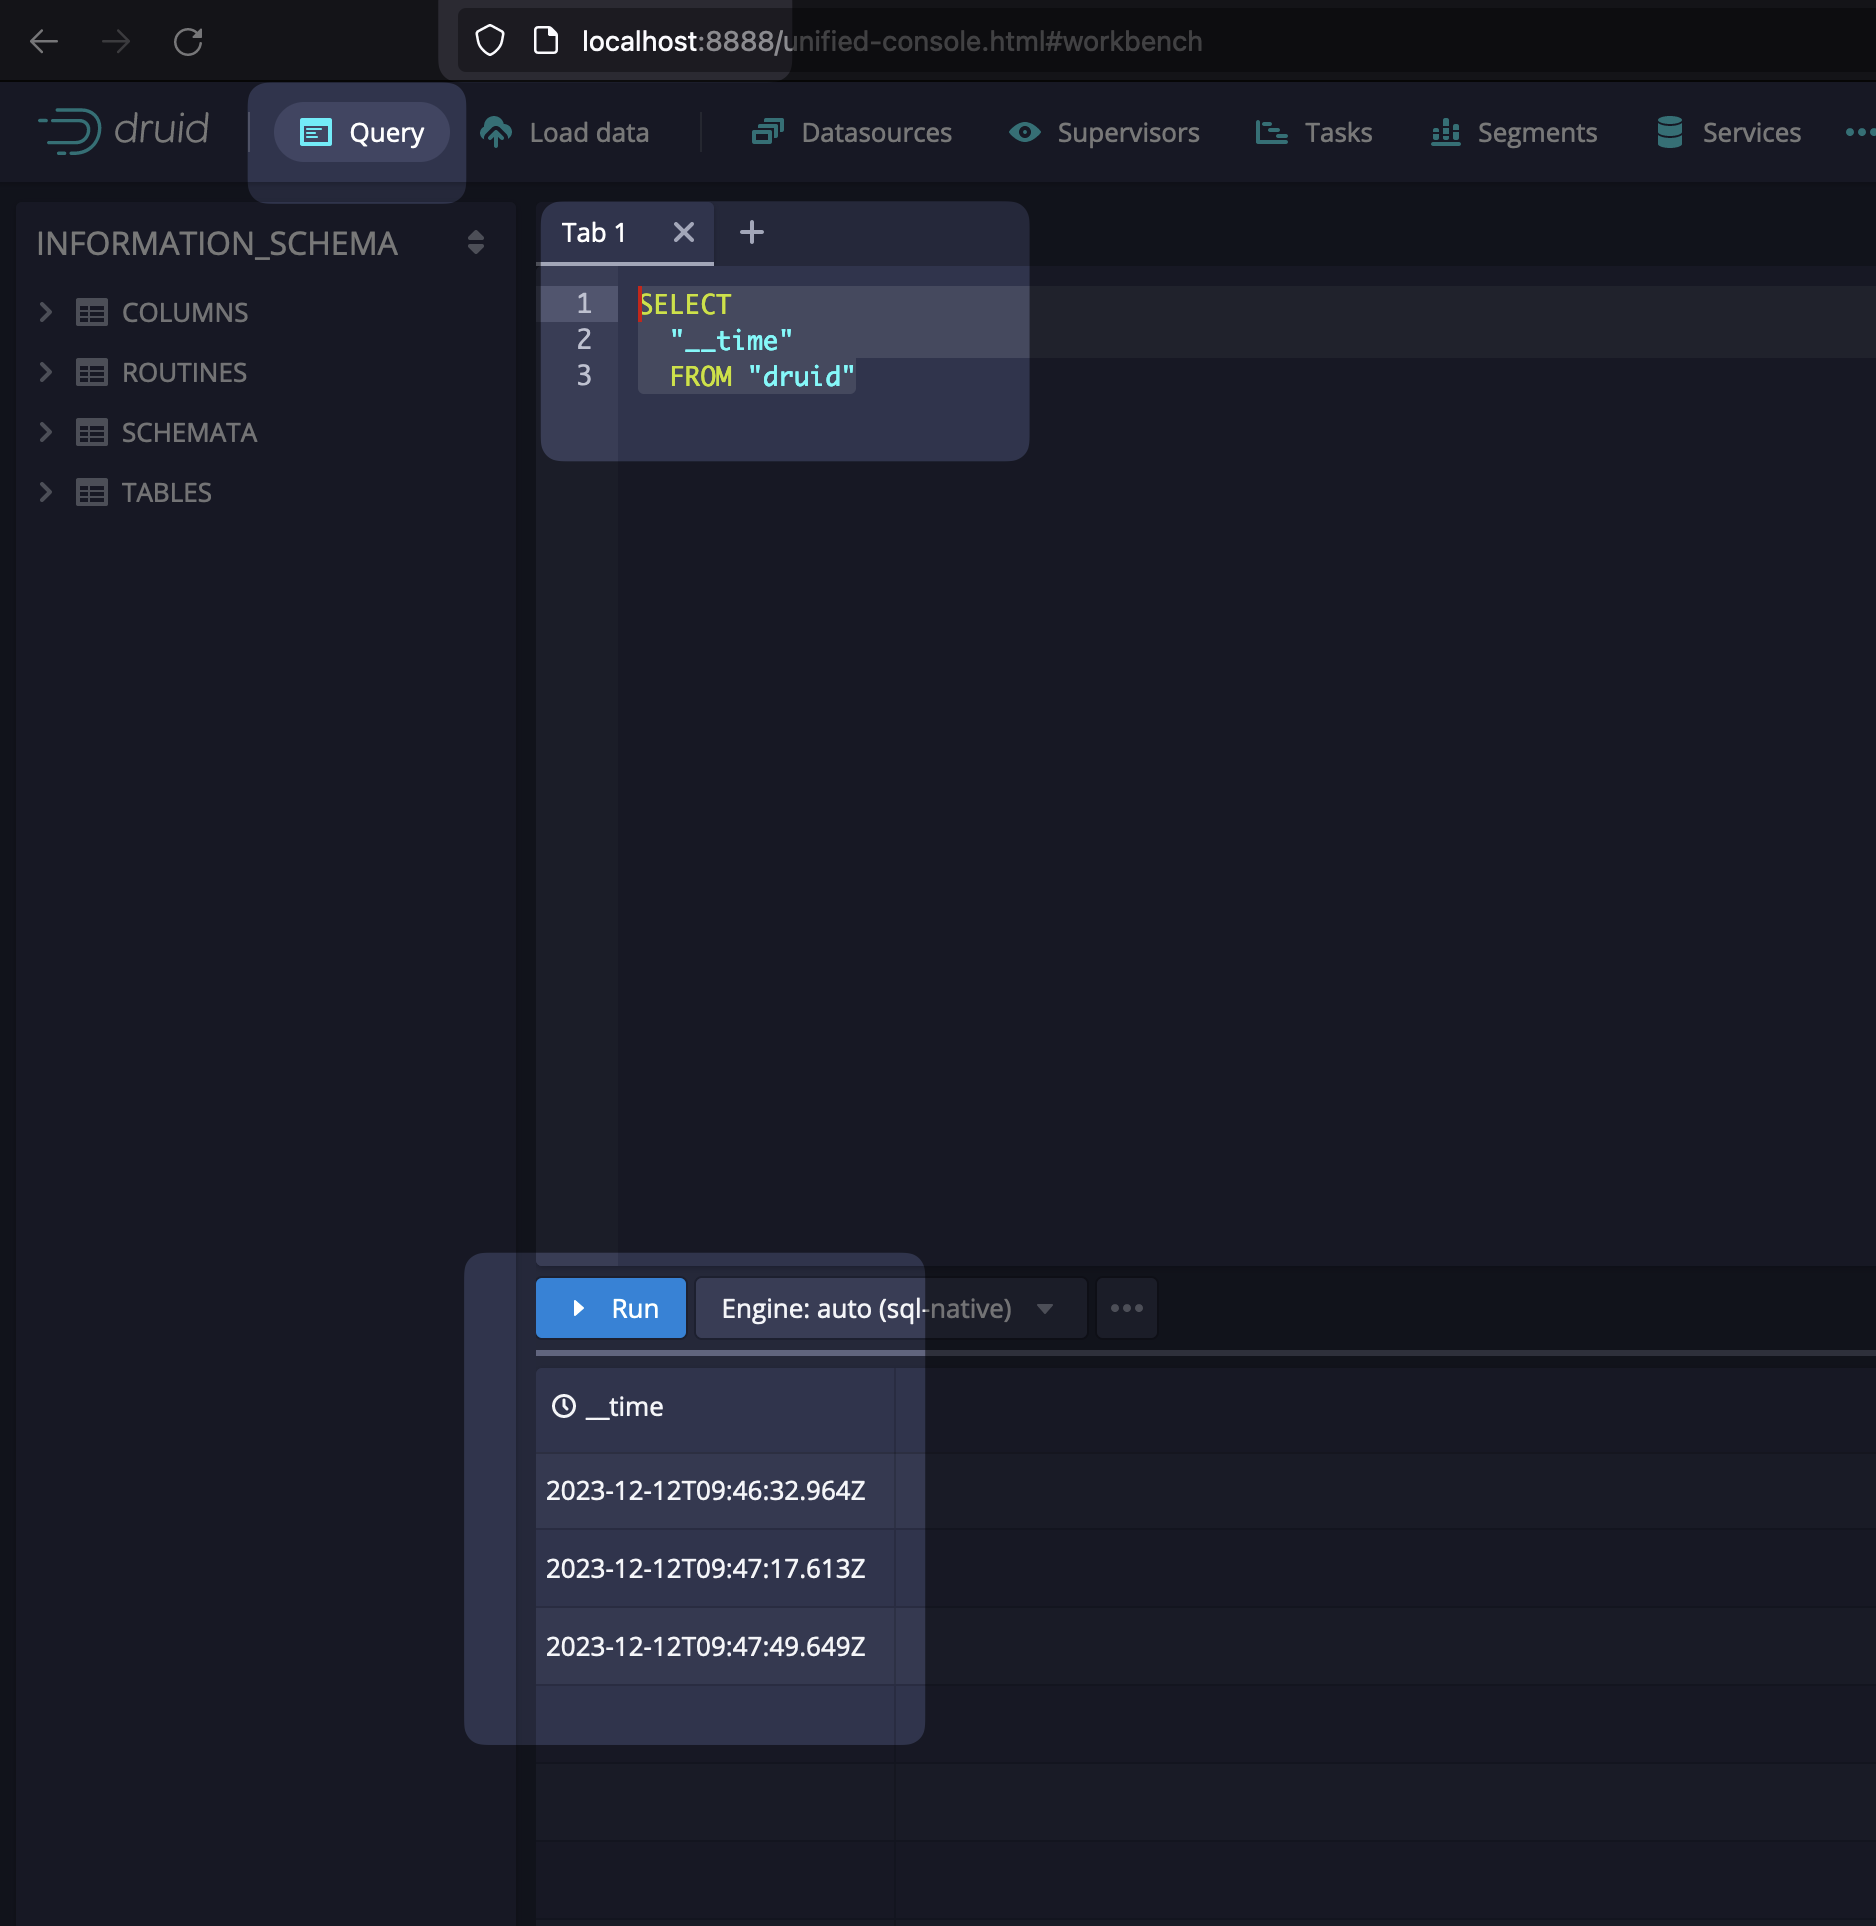 localhost:8888/unified-console.html#workbench
druid Query Load data Datasources Supervisors Tasks Segments Services
INFORMATION_SCHEMA
COLUMNS
ROUTINES
SCHEMATA
TABLES
Tab 1
1 SELECT
2 "__time"
3 FROM "druid"
Run Engine: auto (sql-native)
__time
2023-12-12T09:46:32.964Z
2023-12-12T09:47:17.613Z
2023-12-12T09:47:49.649Z